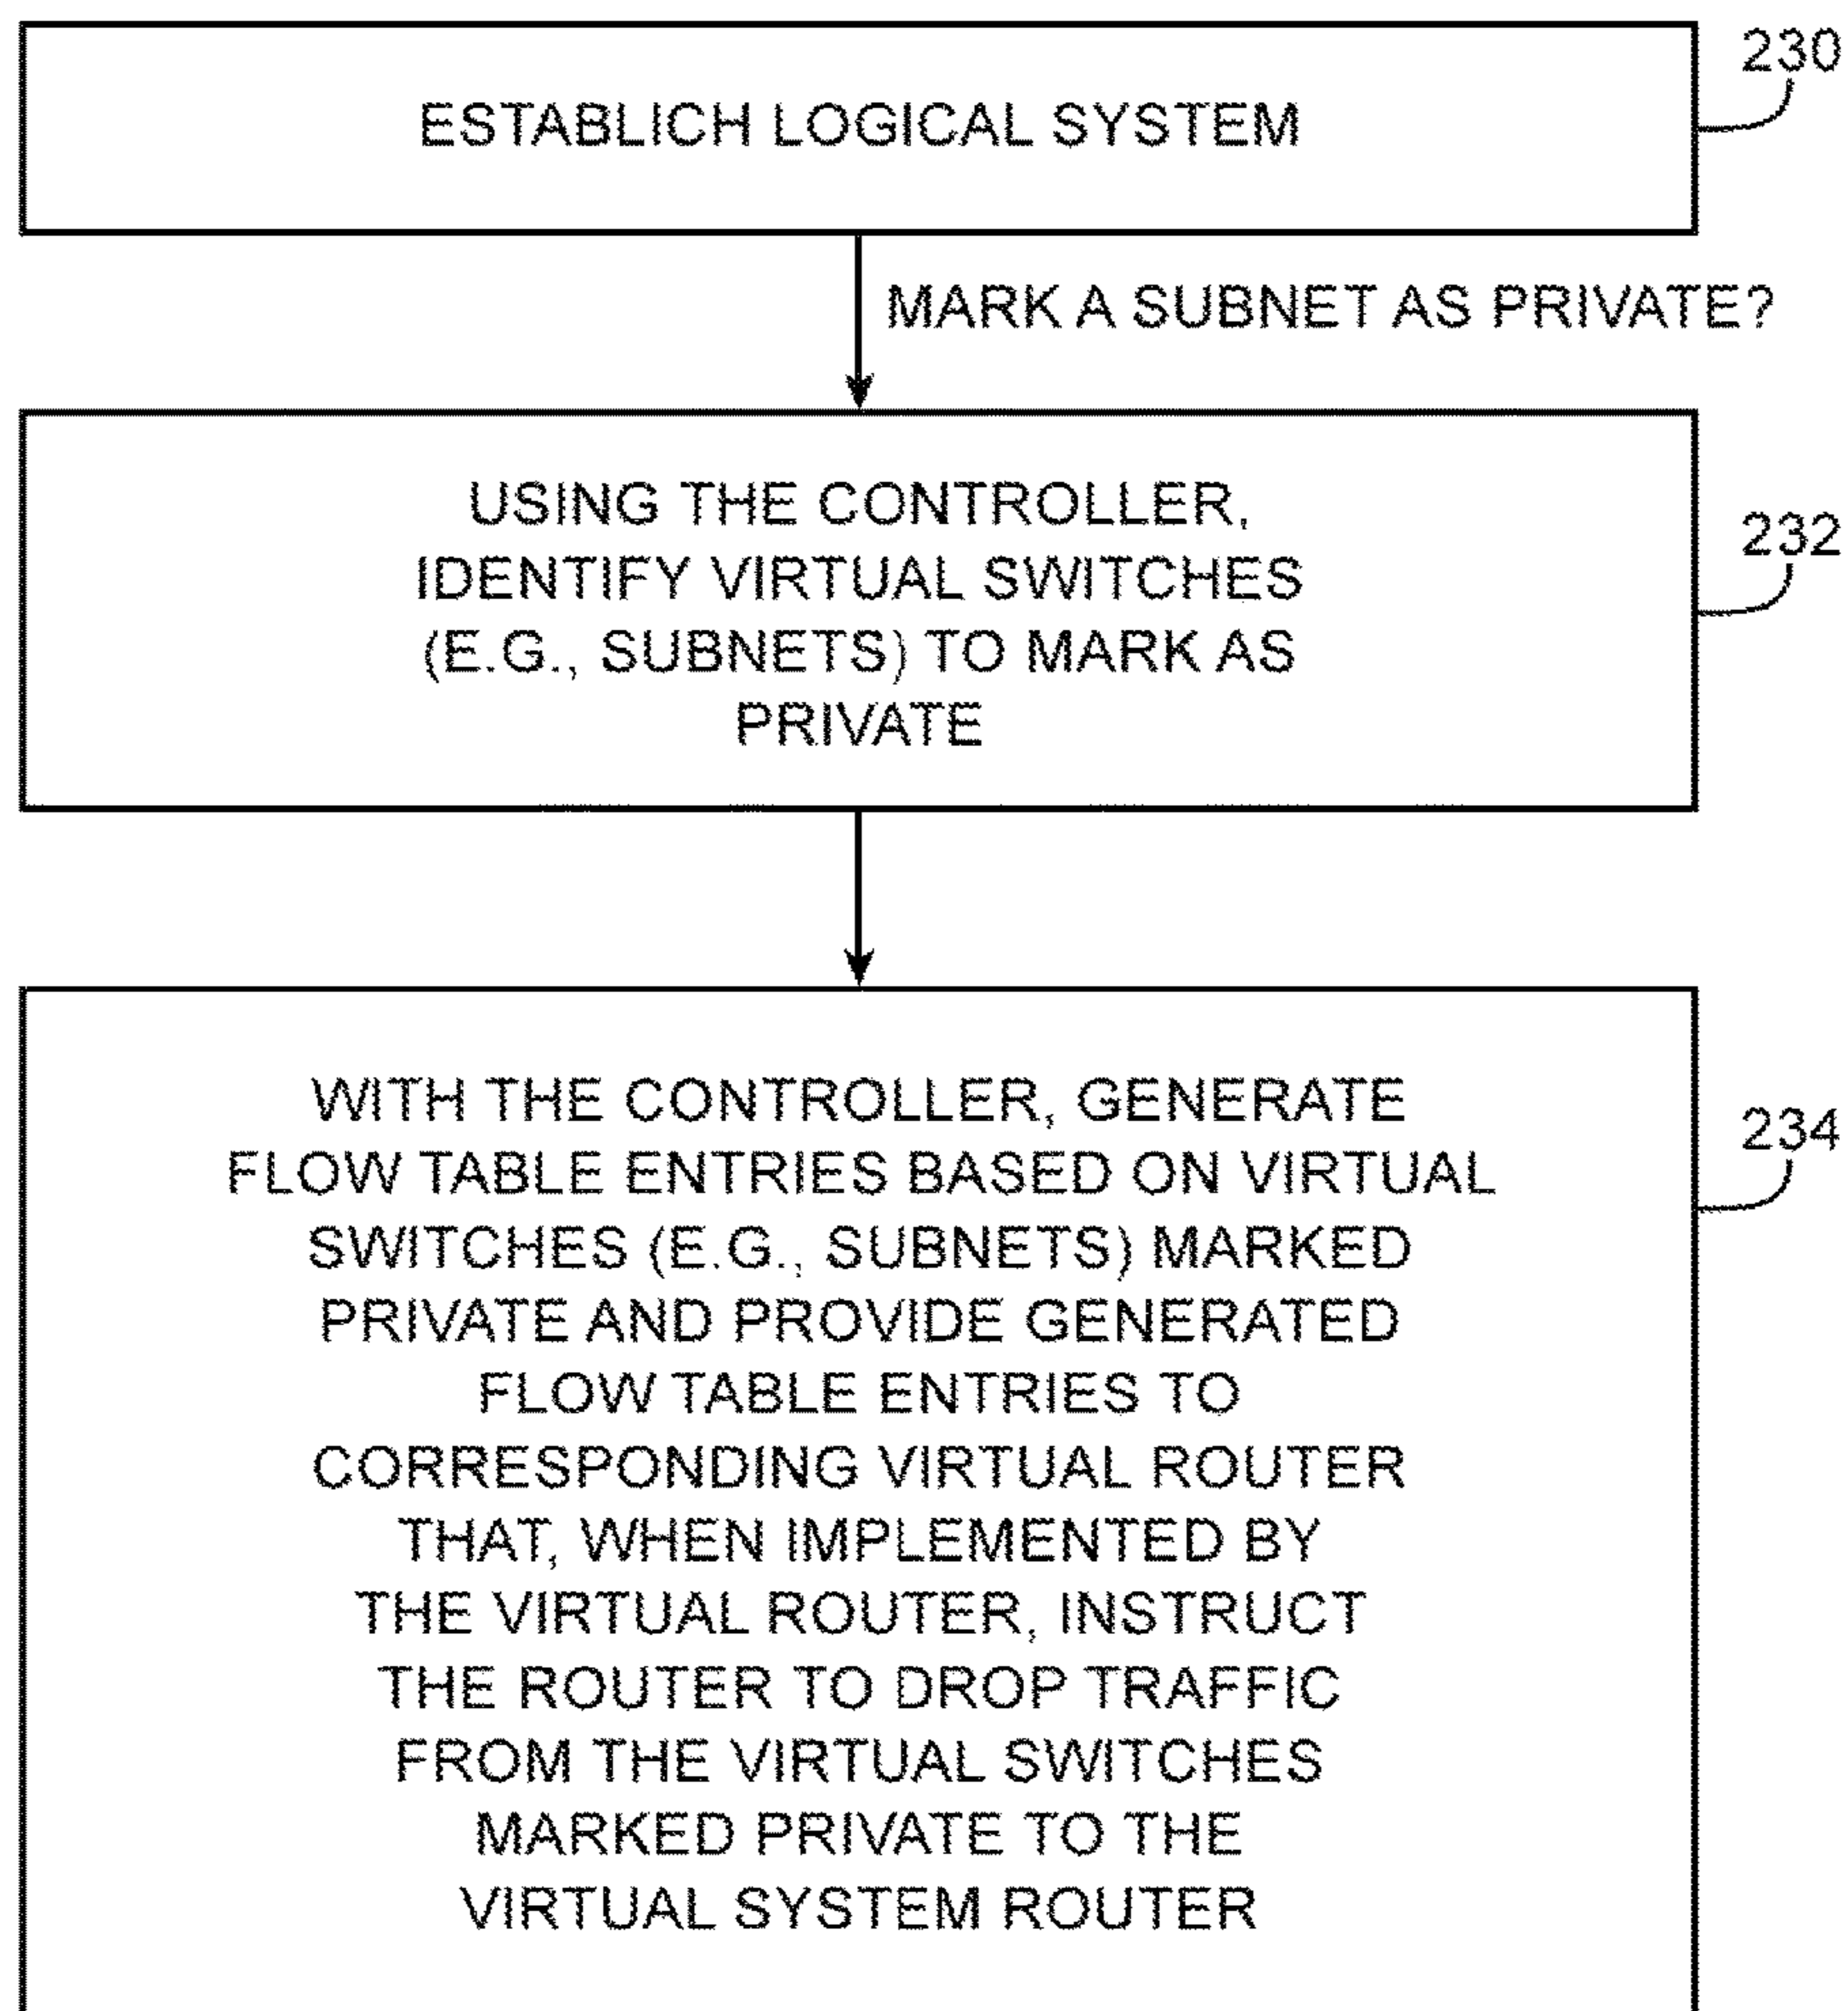 230
ESTABLICH LOGICAL SYSTEM
MARK A SUBNET AS PRIVATE?
232
USING THE CONTROLLER,
IDENTIFY VIRTUAL SWITCHES
(E.G., SUBNETS) TO MARK AS
PRIVATE
234
WITH THE CONTROLLER, GENERATE
FLOW TABLE ENTRIES BASED ON VIRTUAL
SWITCHES (E.G., SUBNETS) MARKED
PRIVATE AND PROVIDE GENERATED
FLOW TABLE ENTRIES TO
CORRESPONDING VIRTUAL ROUTER
THAT, WHEN IMPLEMENTED BY
THE VIRTUAL ROUTER, INSTRUCT
THE ROUTER TO DROP TRAFFIC
FROM THE VIRTUAL SWITCHES
MARKED PRIVATE TO THE
VIRTUAL SYSTEM ROUTER